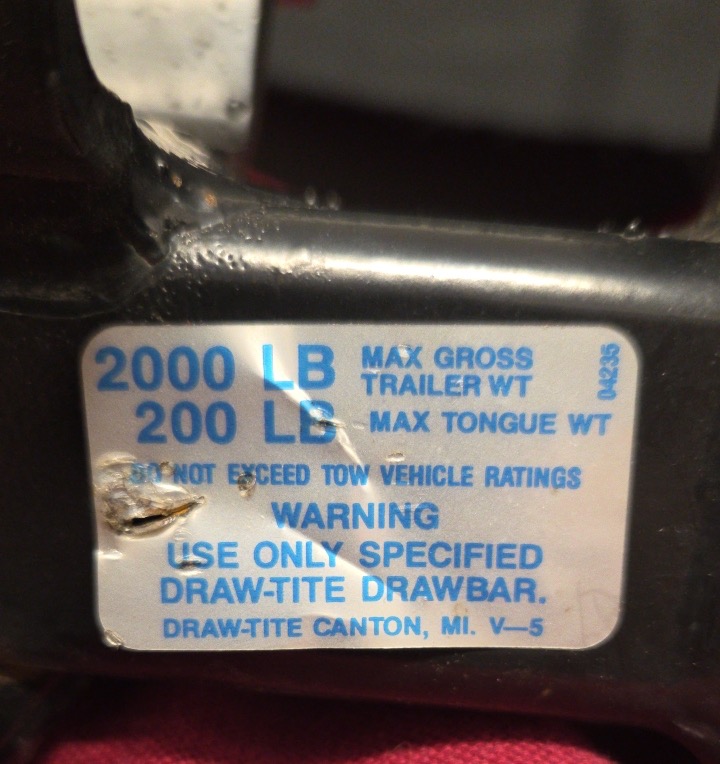 2000 LB MAX GROSS
TRAILER WT
04235
200 LB MAX TONGUE WT
DO NOT EXCEED TOW VEHICLE RATINGS
WARNING
USE ONLY SPECIFIED
DRAW-TITE DRAWBAR.
DRAW-TITE CANTON, MI. V—5